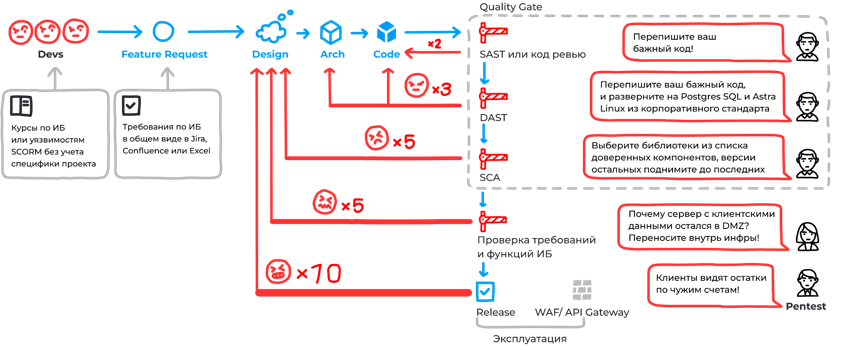 Quality Gate
Devs
Feature Request
Design
Arch
Code
×2
SAST или код ревью
Перепишите ваш
бажный код!
×3
DAST
Перепишите ваш бажный код,
и разверните на Postgres SQL и Astra
Linux из корпоративного стандарта
Курсы по ИБ
или уязвимостям
SCORM без учета
специфики проекта
Требования по ИБ
в общем виде в Jira,
Confluence или Excel
×5
SCA
Выберите библиотеки из списка
доверенных компонентов, версии
остальных поднимите до последних
×5
Проверка требований
и функций ИБ
Почему сервер с клиентскими
данными остался в DMZ?
Переносите внутрь инфры!
×10
Release
WAF/ API Gateway
Эксплуатация
Клиенты видят остатки
по чужим счетам!
Pentest